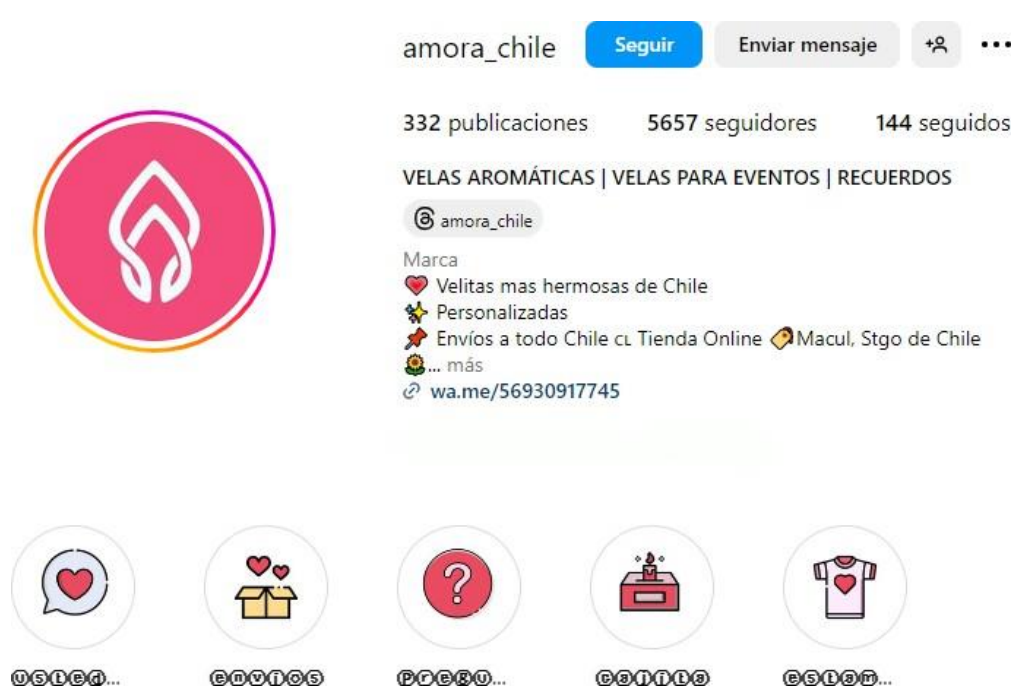 amora_chile Seguir Enviar mensaje
332 publicaciones 5657 seguidores 144 seguidos
VELAS AROMÁTICAS | VELAS PARA EVENTOS | RECUERDOS
amora_chile
Marca
💗 Velitas mas hermosas de Chile
✨ Personalizadas
📌 Envíos a todo Chile CL Tienda Online 🏷️Macul, Stgo de Chile
🌻... más
wa.me/56930917745
ⓤⓢⓣⓔⓓ... ⓔⓝⓥⓘⓞⓢ ⓟⓡⓔⓖⓤ... ⓒⓐⓙⓘⓣⓐ ⓔⓢⓣⓐⓜ...